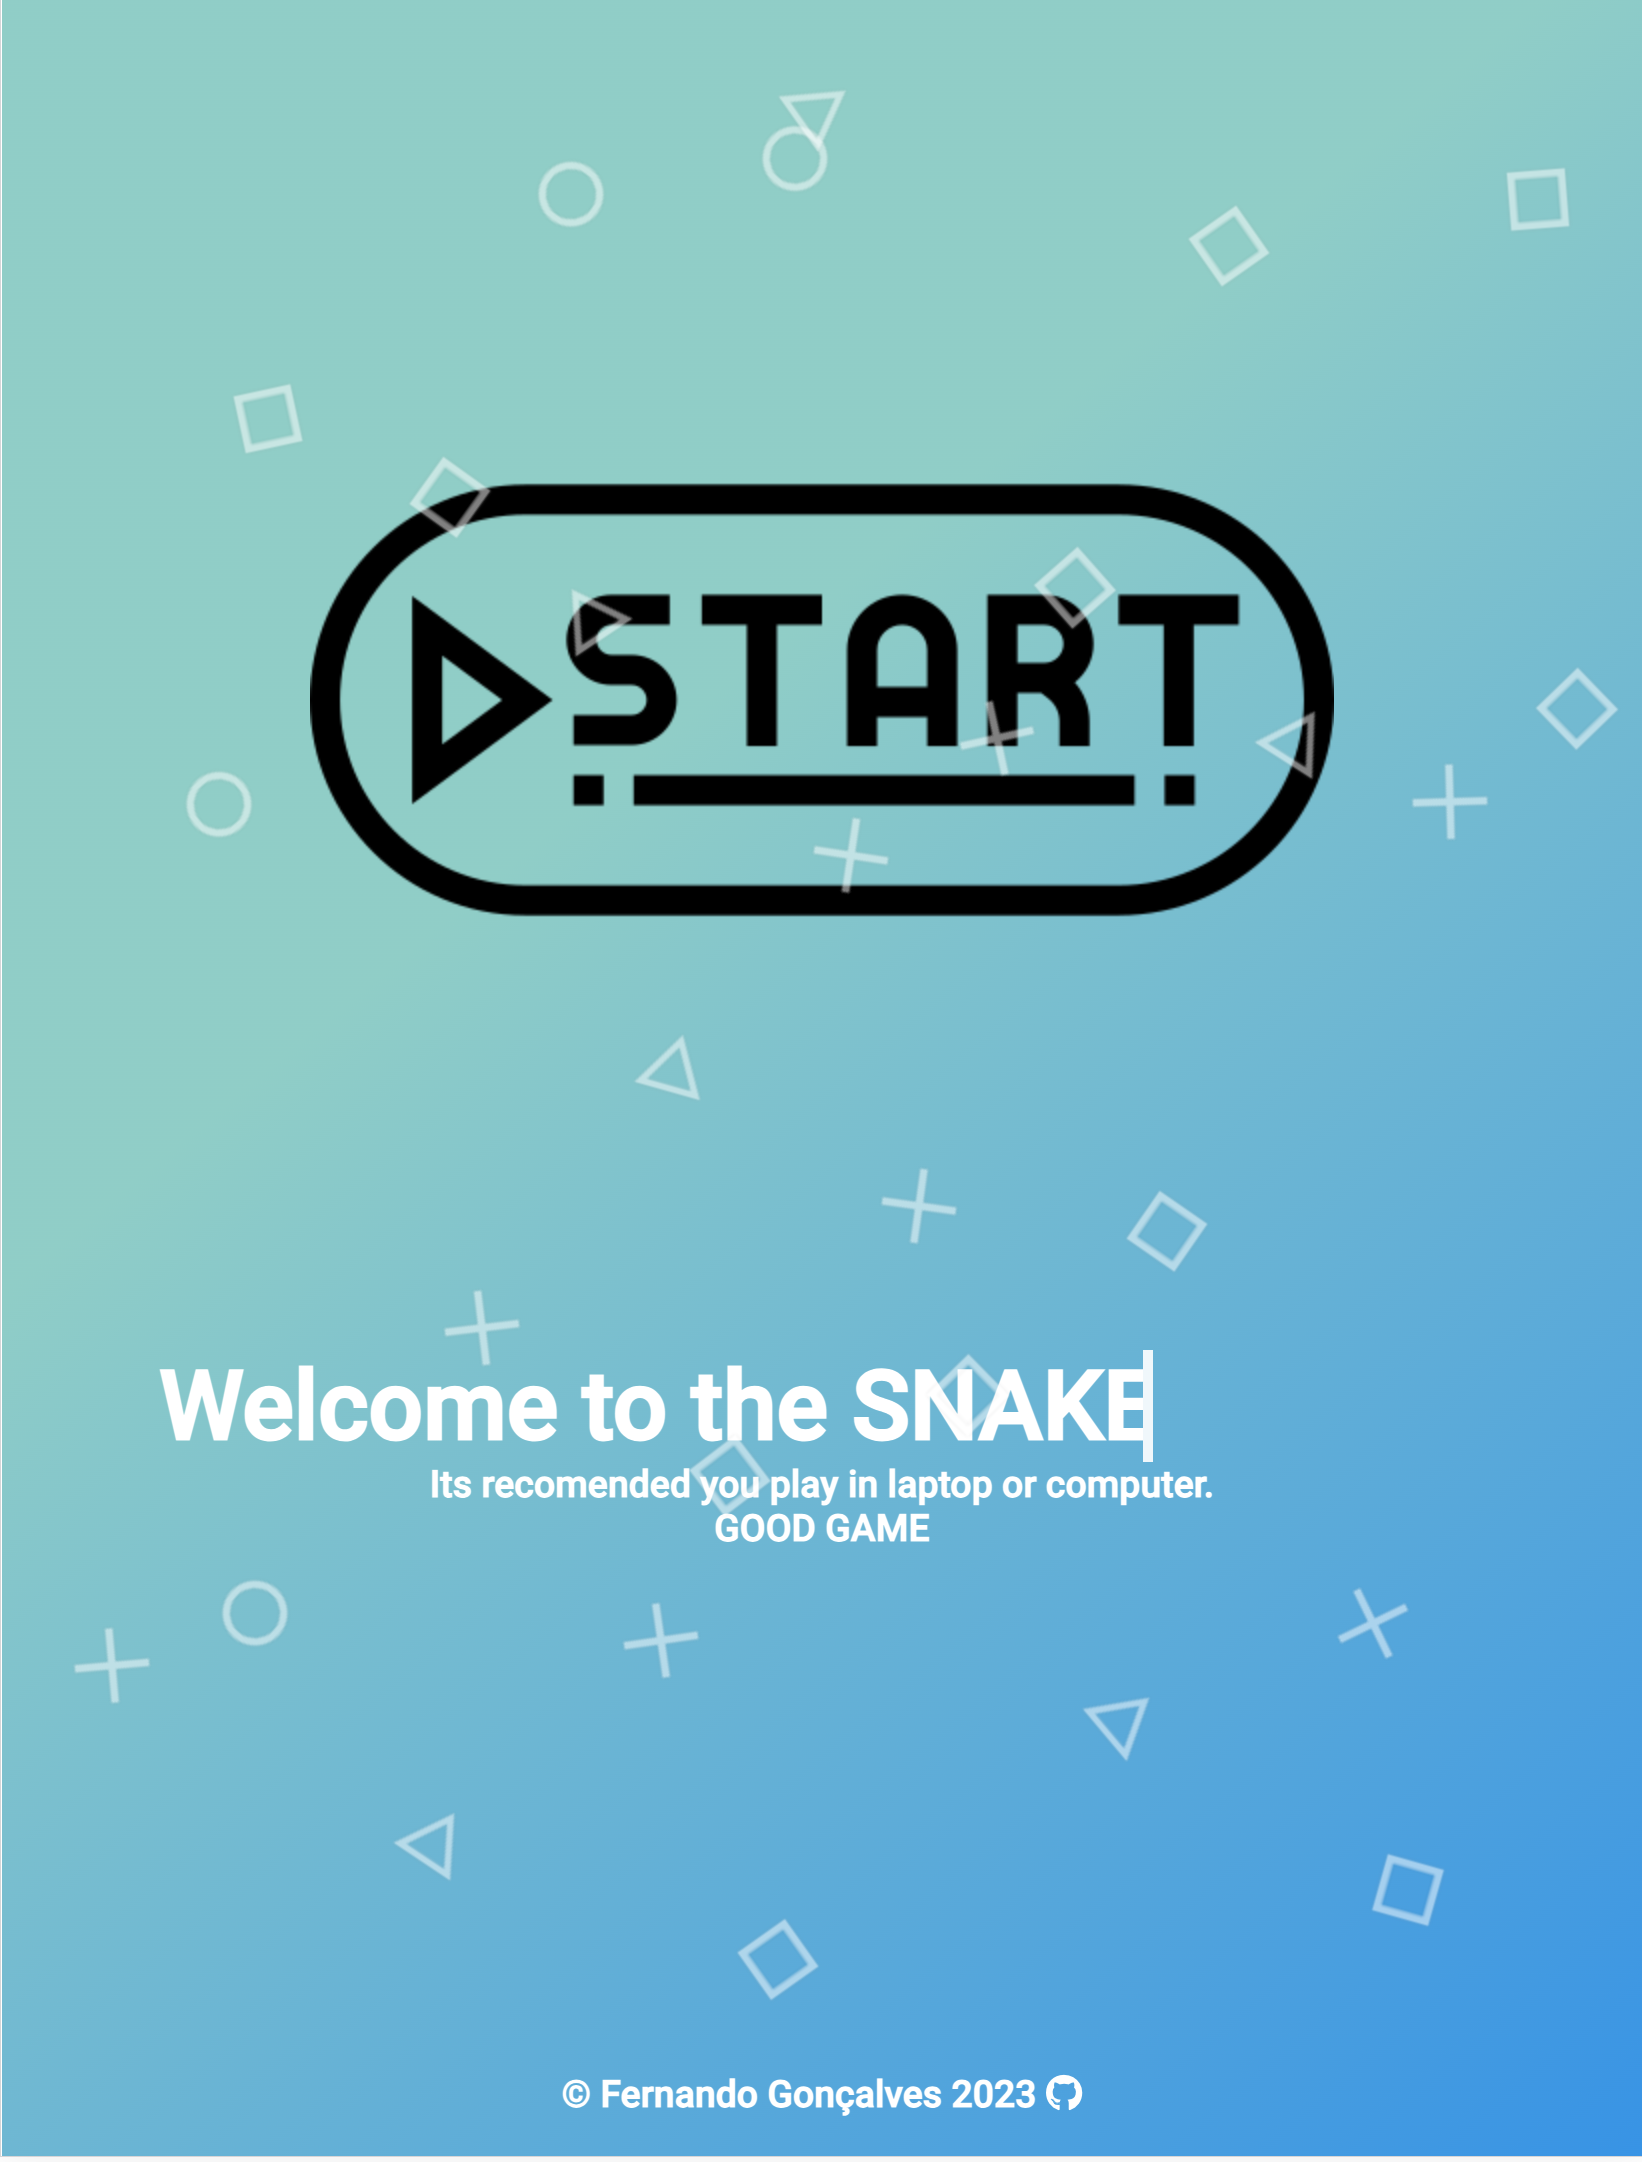 START
Welcome to the SNAKE
Its recomended you play in laptop or computer.
GOOD GAME
© Fernando Gonçalves 2023